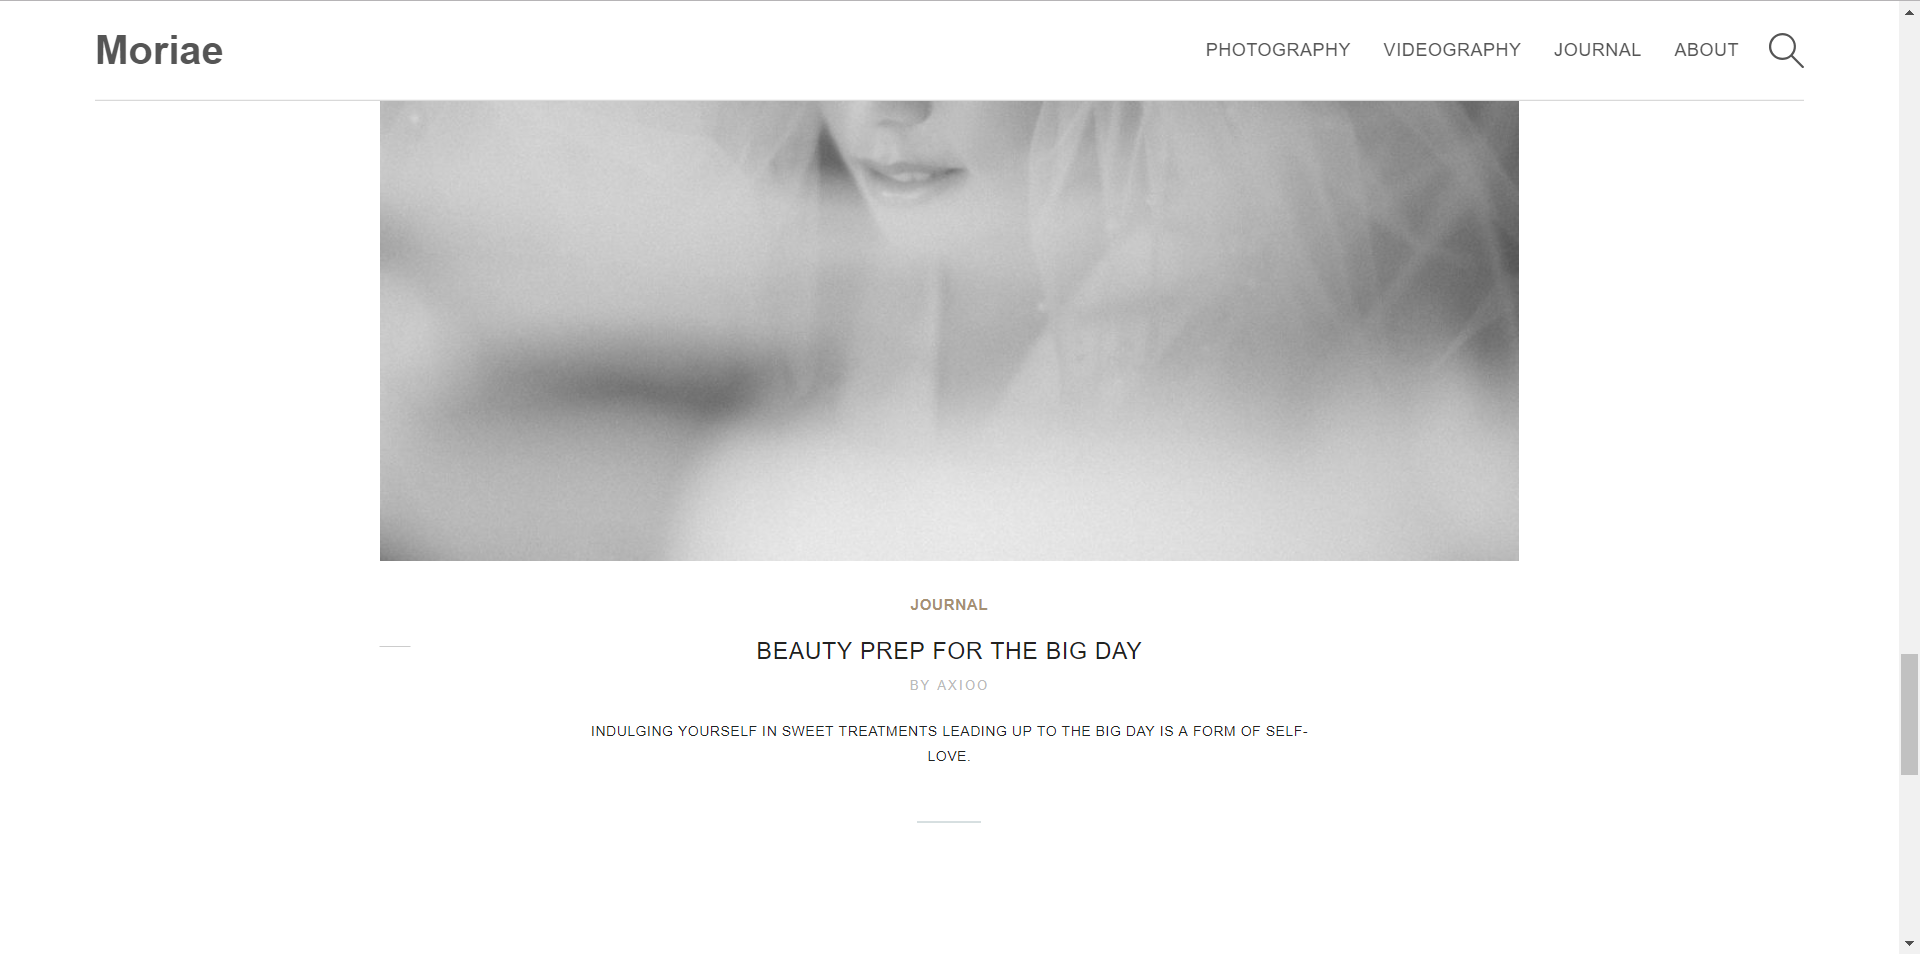 Moriae
PHOTOGRAPHY VIDEOGRAPHY JOURNAL ABOUT
JOURNAL
BEAUTY PREP FOR THE BIG DAY
BY AXIOO
INDULGING YOURSELF IN SWEET TREATMENTS LEADING UP TO THE BIG DAY IS A FORM OF SELF-
LOVE.